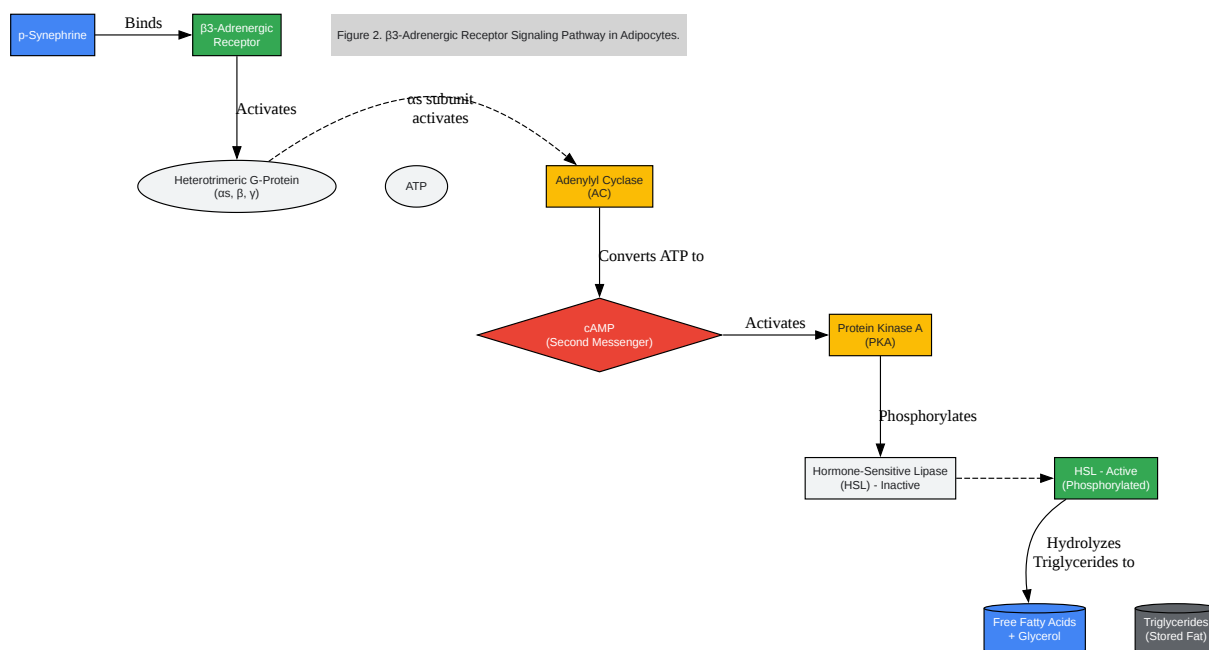 p-Synephrine
Binds
β3-Adrenergic
Receptor
Figure 2. β3-Adrenergic Receptor Signaling Pathway in Adipocytes.
Activates
αs subunit
activates
Heterotrimeric G-Protein
(αs, β, γ)
ATP
Adenylyl Cyclase
(AC)
Converts ATP to
cAMP
(Second Messenger)
Activates
Protein Kinase A
(PKA)
Phosphorylates
Hormone-Sensitive Lipase
(HSL) - Inactive
HSL - Active
(Phosphorylated)
Hydrolyzes
Triglycerides to
Free Fatty Acids
+ Glycerol
Triglycerides
(Stored Fat)